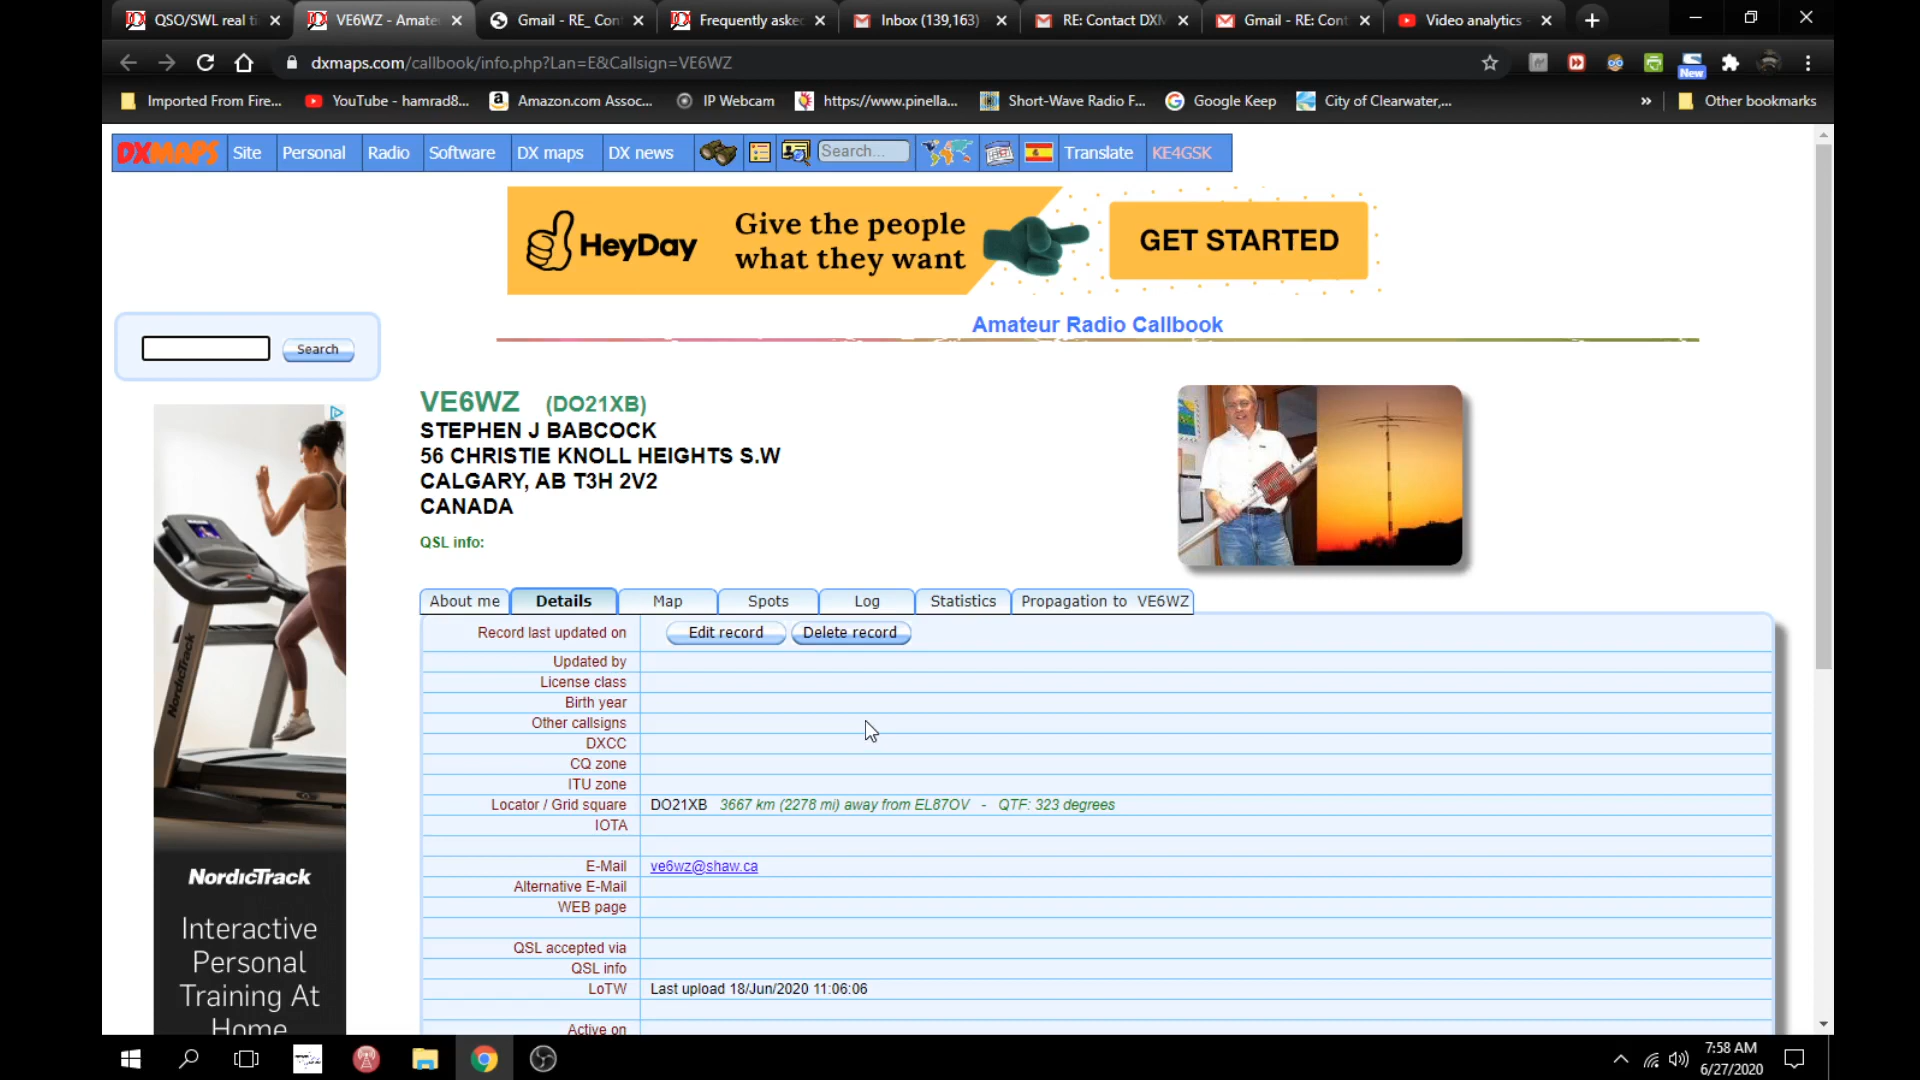 QSO/SWL real ti
VE6WZ - Amate
Gmail - RE_ Con
Frequently aske
Inbox (139,163)
RE: Contact DXM
Gmail - RE: Cont
Video analytics
dxmaps.com/callbook/info.php?Lan=E&Callsign=VE6WZ
New
Imported From Fire...
YouTube - hamrad8...
Amazon.com Assoc...
IP Webcam
https://www.pinella...
Short-Wave Radio F...
Google Keep
City of Clearwater,...
»
Other bookmarks
DXMAPS
Site
Personal
Radio
Software
DX maps
DX news
Search...
Translate
KE4GSK
HeyDay
Give the people
what they want
GET STARTED
Amateur Radio Callbook
Search
VE6WZ (DO21XB)
STEPHEN J BABCOCK
56 CHRISTIE KNOLL HEIGHTS S.W
CALGARY, AB T3H 2V2
CANADA
QSL info:
About me
Details
Map
Spots
Log
Statistics
Propagation to VE6WZ
Record last updated on
Edit record
Delete record
Updated by
License class
Birth year
Other callsigns
DXCC
CQ zone
ITU zone
Locator / Grid square
DO21XB 3667 km (2278 mi) away from EL87OV - QTF: 323 degrees
IOTA
E-Mail
ve6wz@shaw.ca
Alternative E-Mail
WEB page
QSL accepted via
QSL info
LoTW
Last upload 18/Jun/2020 11:06:06
Active on
NordicTrack
NordicTrack
Interactive
Personal
Training At
Home
7:58 AM
6/27/2020